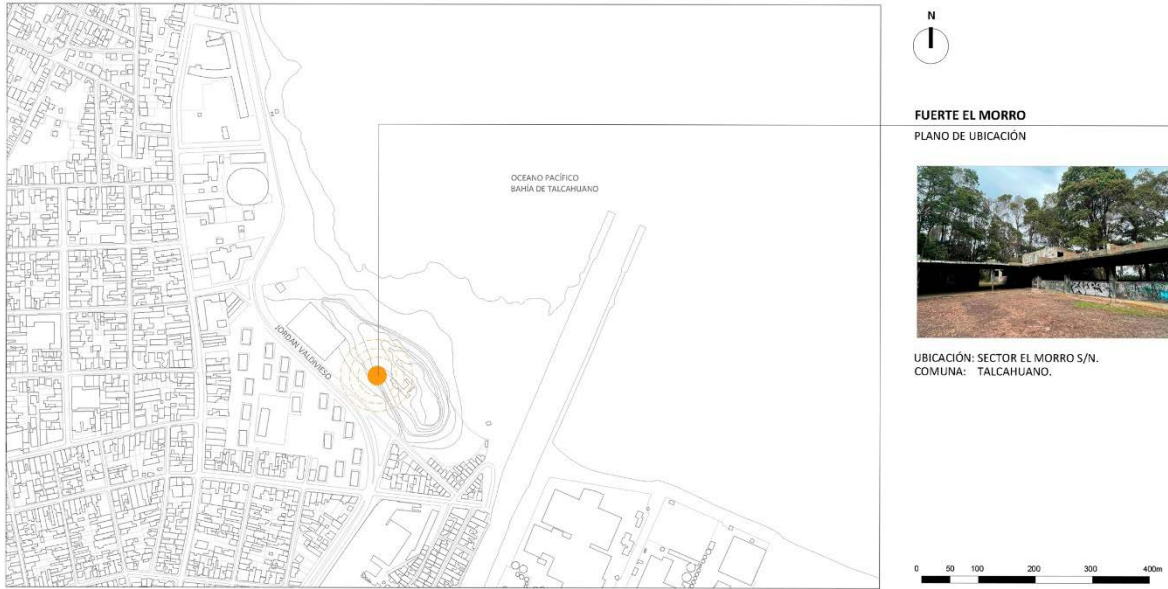 N
FUERTE EL MORRO
PLANO DE UBICACIÓN
OCEANO PACÍFICO
BAHÍA DE TALCAHUANO
JORDAN VALDIVIESO
UBICACIÓN: SECTOR EL MORRO S/N.
COMUNA: TALCAHUANO.
0 50 100 200 300 400m